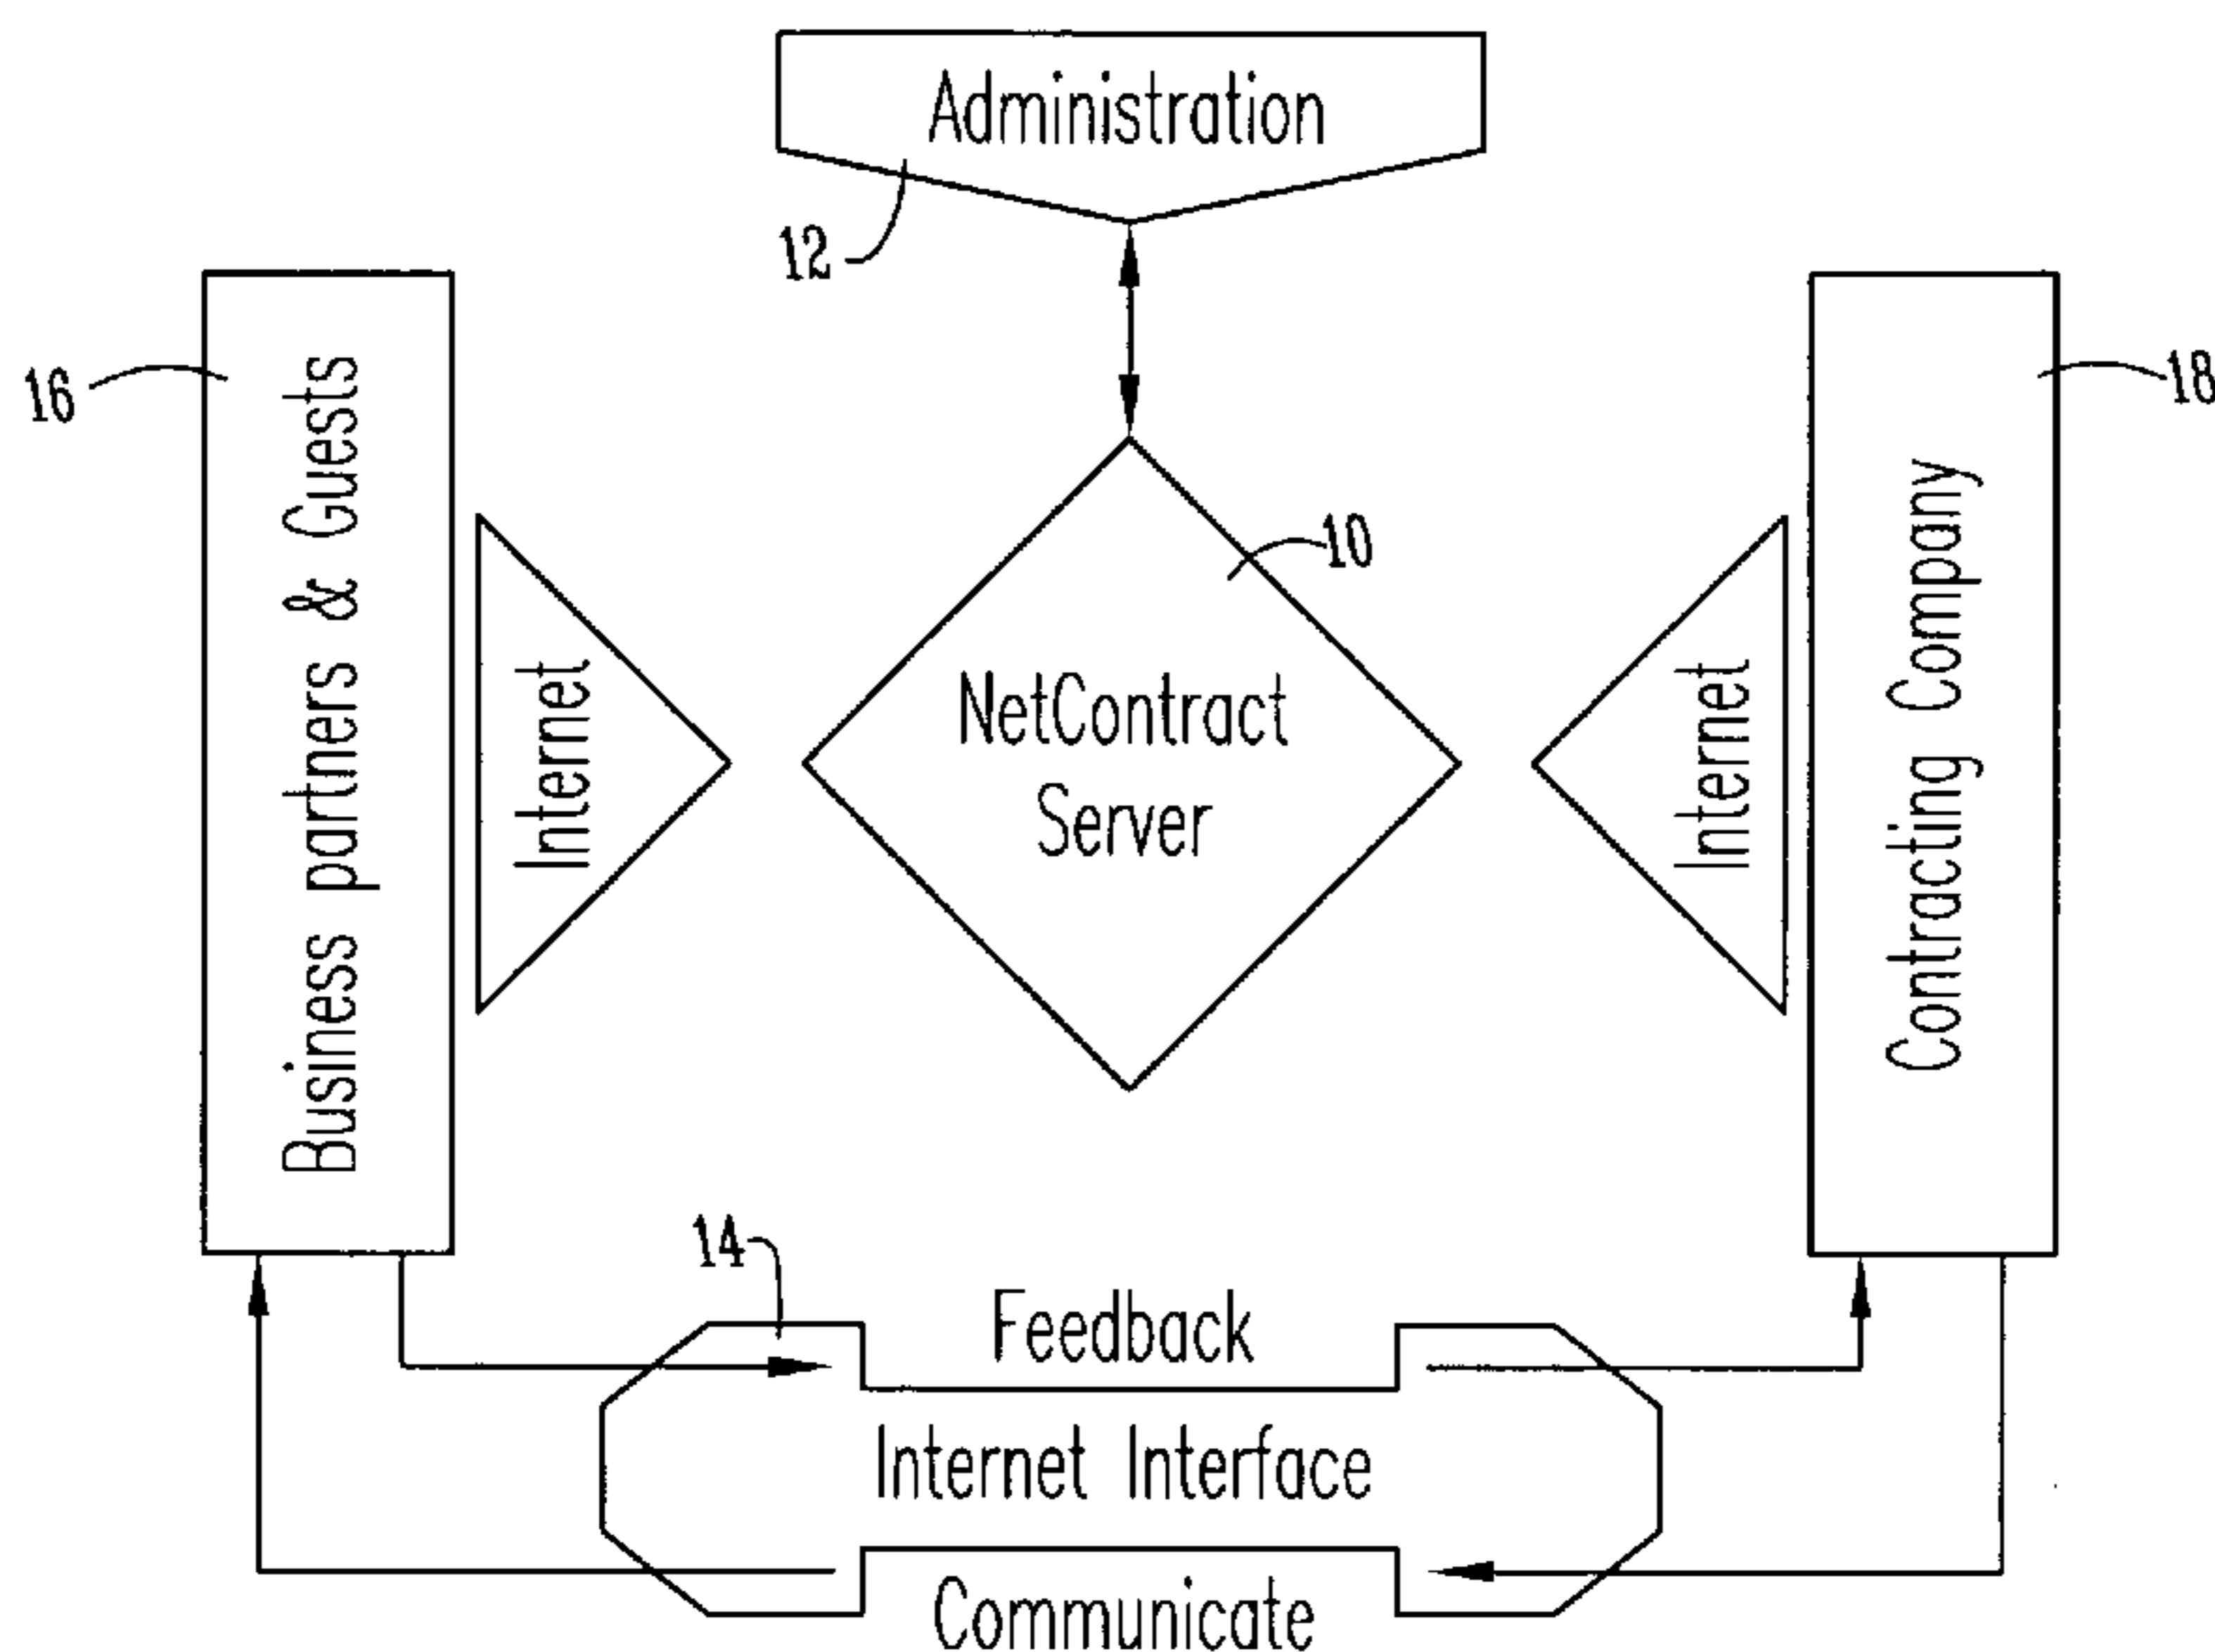 Administration
12
16
18
Business partners & Guests
Internet
10
NetContract
Server
Internet
Contracting Company
14
Feedback
Internet Interface
Communicate